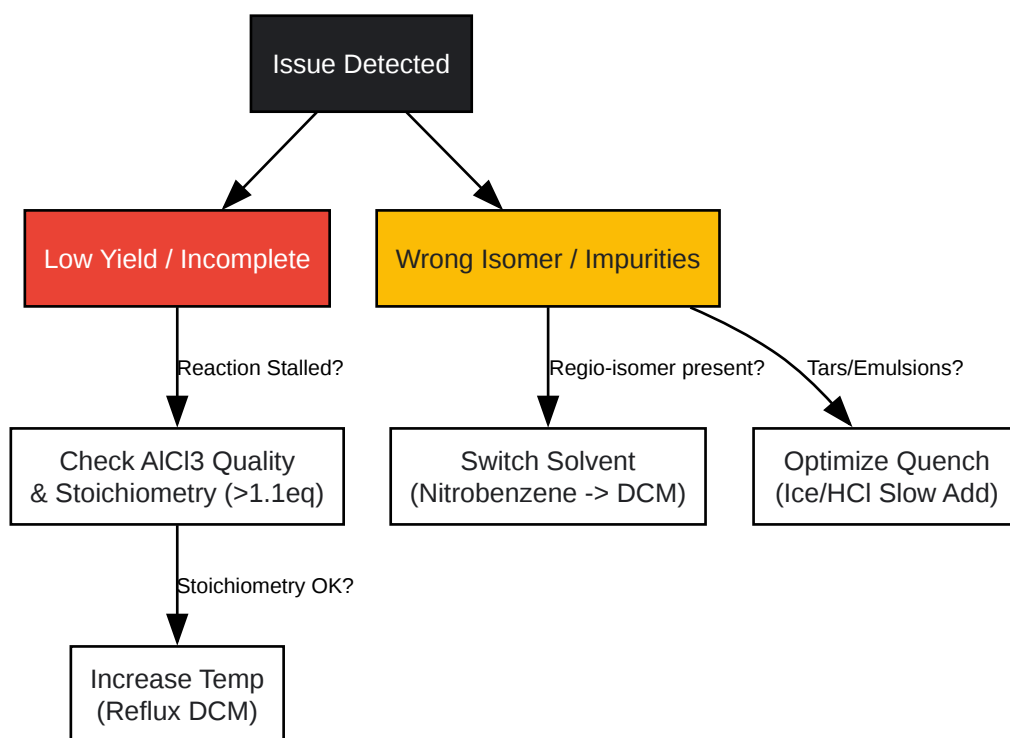 Issue Detected
Low Yield / Incomplete
Wrong Isomer / Impurities
Reaction Stalled?
Regio-isomer present?
Tars/Emulsions?
Check AlCl3 Quality
& Stoichiometry (>1.1eq)
Switch Solvent
(Nitrobenzene -> DCM)
Optimize Quench
(Ice/HCl Slow Add)
Stoichiometry OK?
Increase Temp
(Reflux DCM)